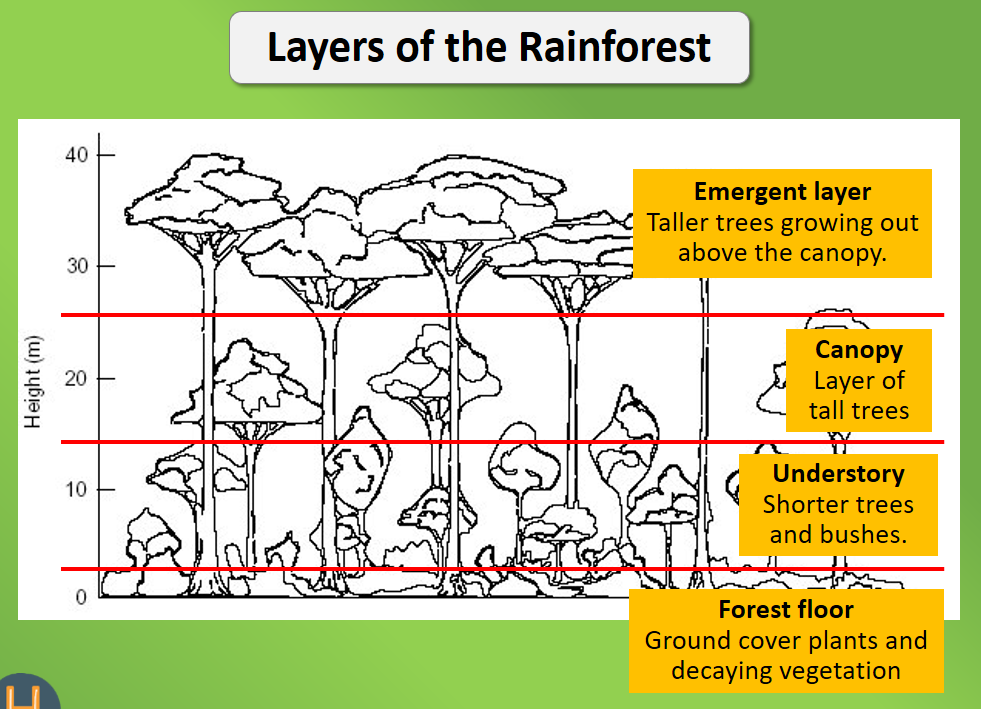 Layers of the Rainforest
40
30
20
10
0
Height (m)
Emergent layer
Taller trees growing out
above the canopy.
Canopy
Layer of
tall trees
Understory
Shorter trees
and bushes.
Forest floor
Ground cover plants and
decaying vegetation